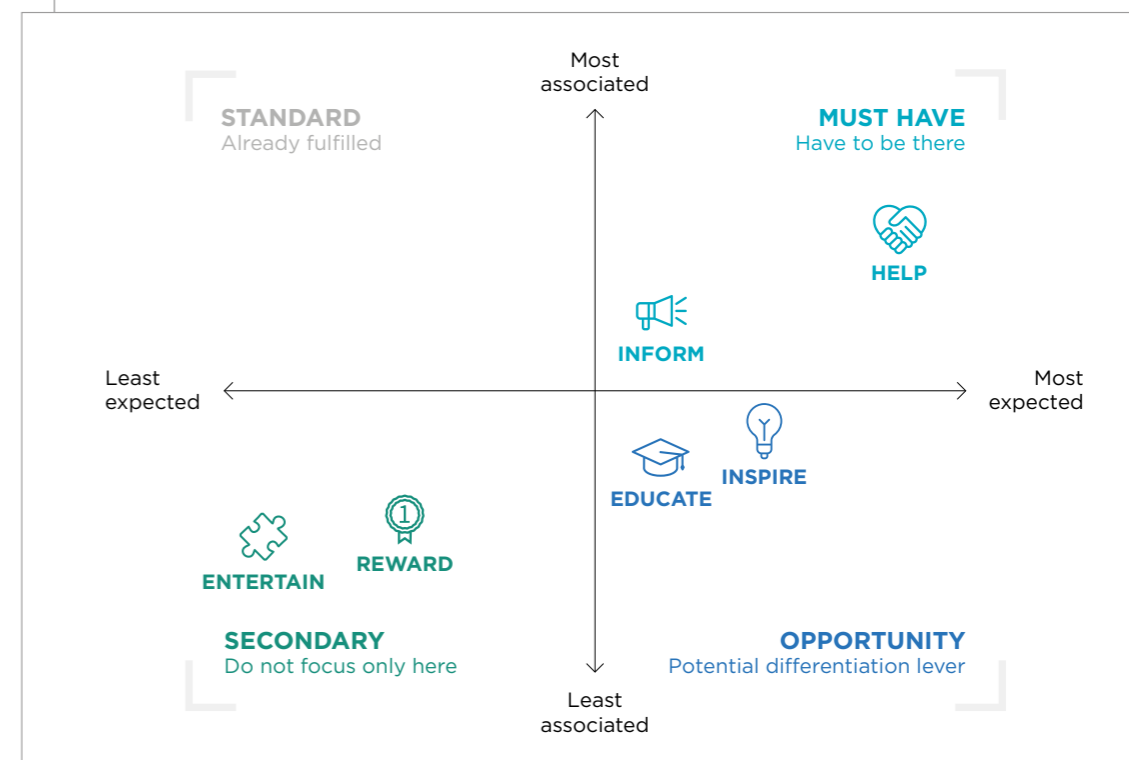 Most
associated
STANDARD
Already fulfilled
MUST HAVE
Have to be there
HELP
INFORM
Least
expected
Most
expected
INSPIRE
EDUCATE
1
REWARD
ENTERTAIN
SECONDARY
Do not focus only here
OPPORTUNITY
Potential differentiation lever
Least
associated